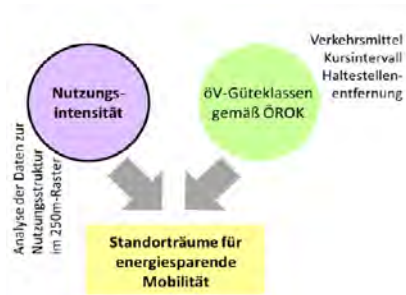 Verkehrsmittel
Kursintervall
Haltestellen-
entfernung
Nutzungs-
intensität
öV-Güteklassen
gemäß ÖROK
Analyse der Daten zur
Nutzungsstruktur
im 250m-Raster
Standorträume für
energiesparende
Mobilität